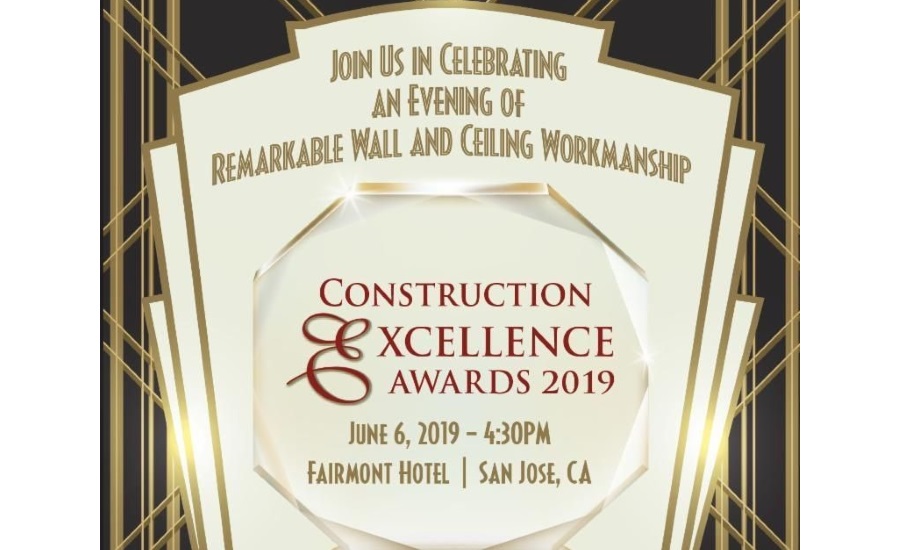 Join Us in Celebrating
an Evening of
Remarkable Wall and Ceiling Workmanship
Construction
Excellence
Awards 2019
June 6, 2019 – 4:30PM
Fairmont Hotel | San Jose, CA